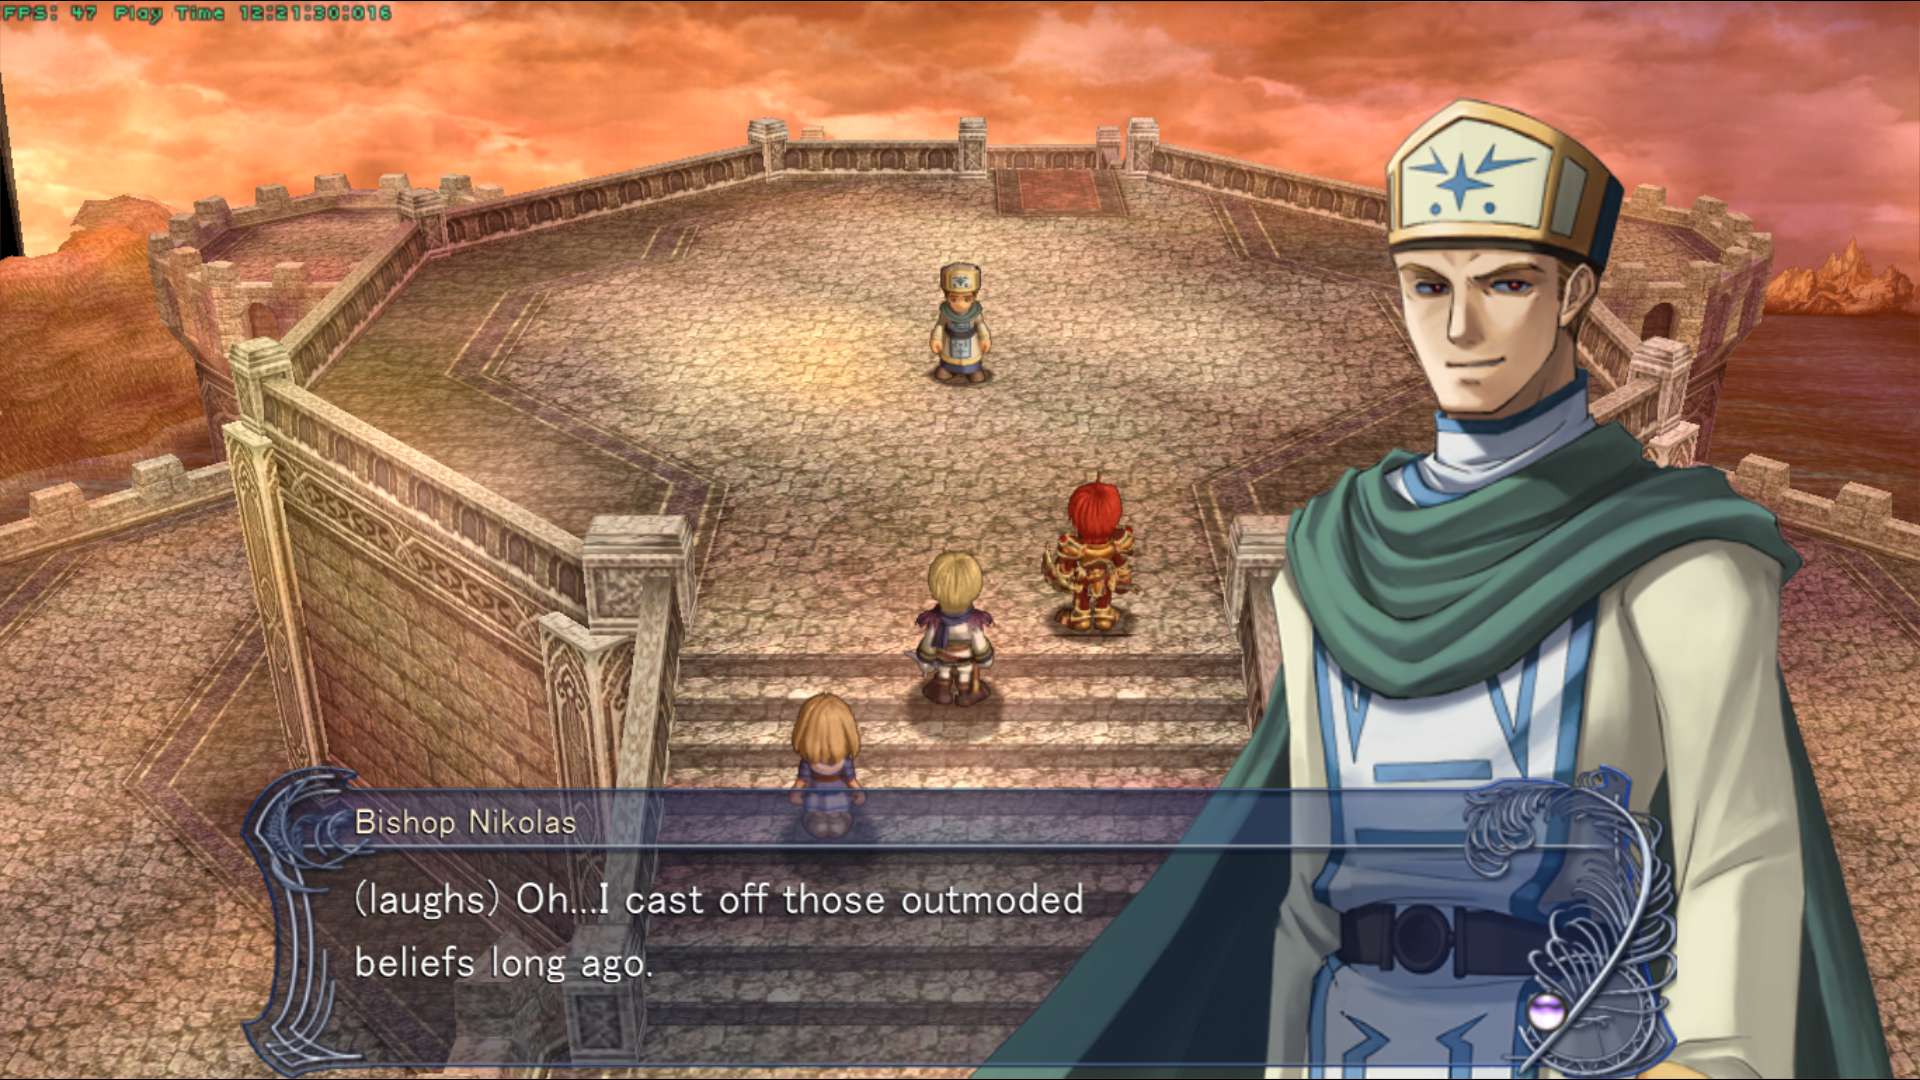 FPS: 47 Play Time 12:21:30:016
Bishop Nikolas
(laughs) Oh...I cast off those outmoded
beliefs long ago.